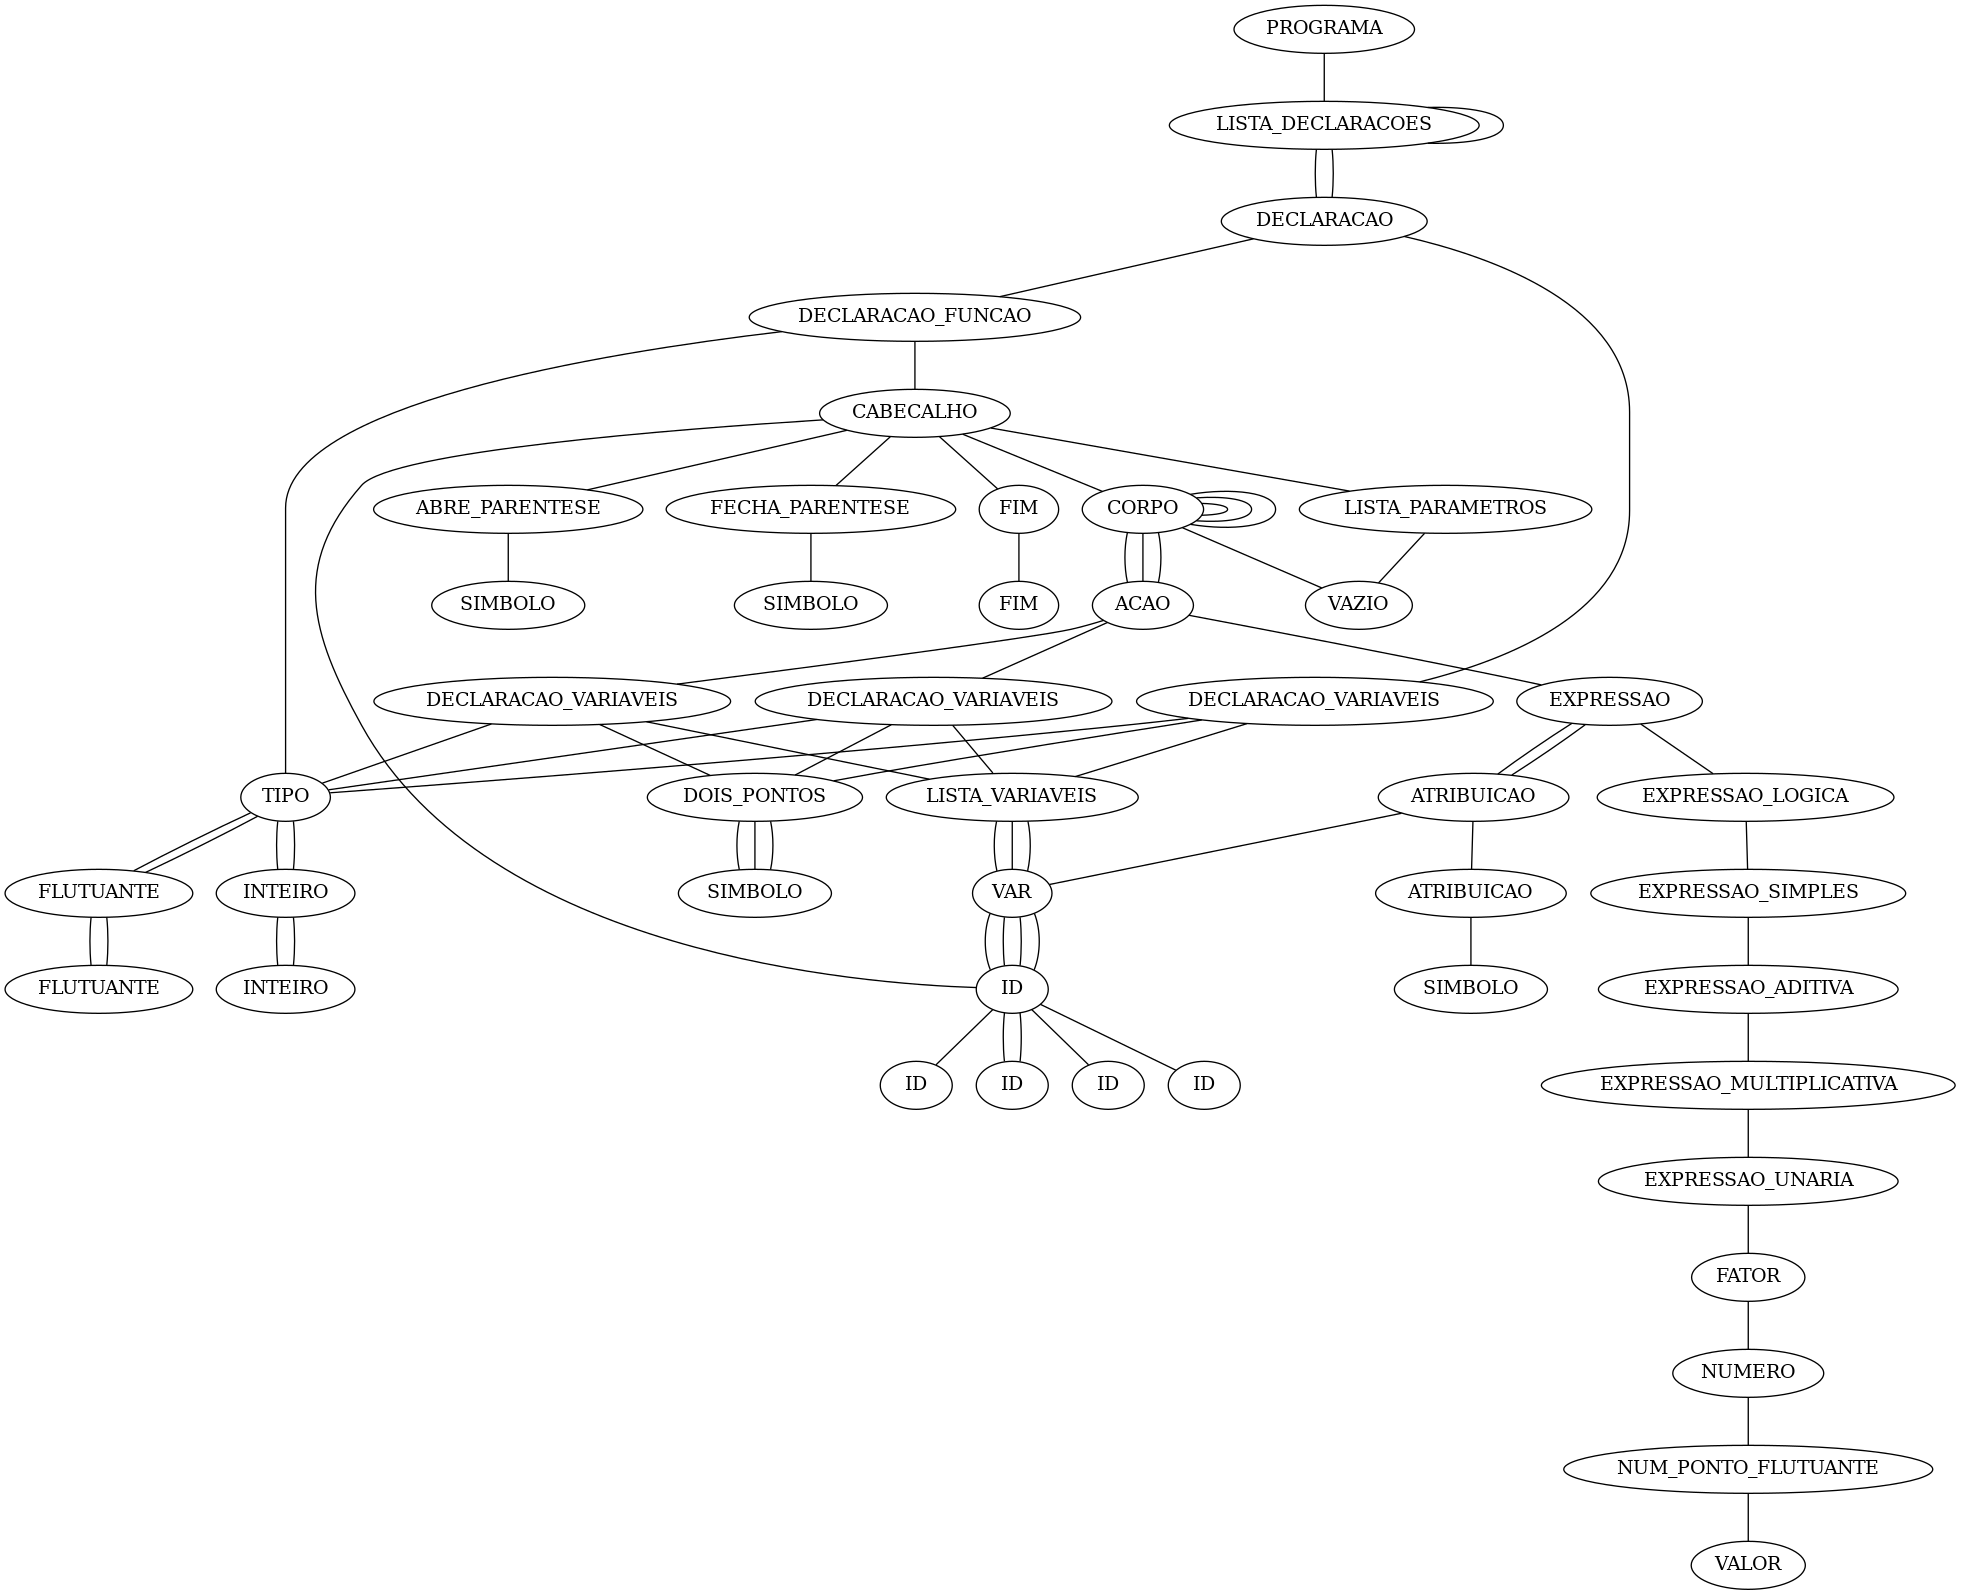 PROGRAMA
LISTA_DECLARACOES
DECLARACAO
DECLARACAO_FUNCAO
CABECALHO
ABRE_PARENTESE
FECHA_PARENTESE
FIM
CORPO
LISTA_PARAMETROS
SIMBOLO
SIMBOLO
FIM
ACAO
VAZIO
DECLARACAO_VARIAVEIS
DECLARACAO_VARIAVEIS
DECLARACAO_VARIAVEIS
EXPRESSAO
TIPO
DOIS_PONTOS
LISTA_VARIAVEIS
ATRIBUICAO
EXPRESSAO_LOGICA
FLUTUANTE
INTEIRO
SIMBOLO
VAR
ATRIBUICAO
EXPRESSAO_SIMPLES
FLUTUANTE
INTEIRO
ID
SIMBOLO
EXPRESSAO_ADITIVA
ID
ID
ID
ID
EXPRESSAO_MULTIPLICATIVA
EXPRESSAO_UNARIA
FATOR
NUMERO
NUM_PONTO_FLUTUANTE
VALOR